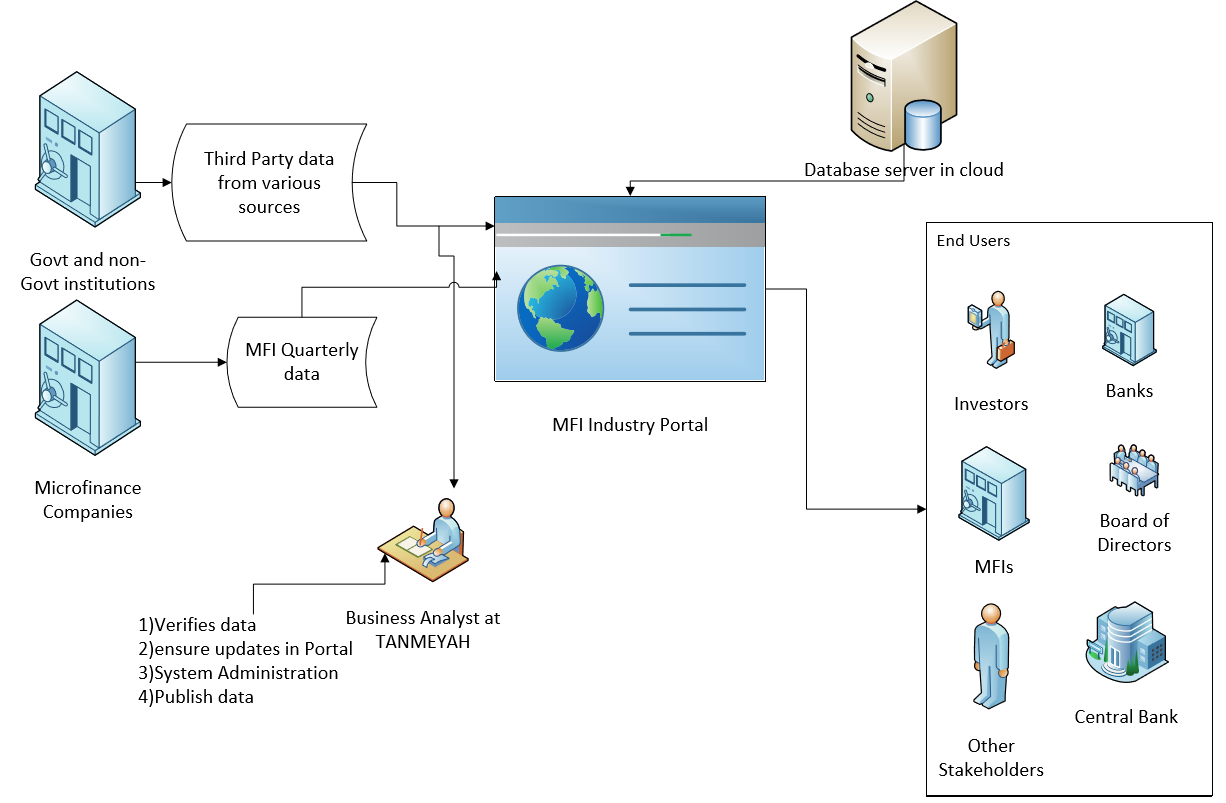 Third Party data
from various
sources
Govt and non-
Govt institutions
MFI Quarterly
data
Microfinance
Companies
Database server in cloud
MFI Industry Portal
Business Analyst at
TANMEYAH
1)Verifies data
2)ensure updates in Portal
3)System Administration
4)Publish data
End Users
Investors
Banks
MFIs
Board of
Directors
Other
Stakeholders
Central Bank